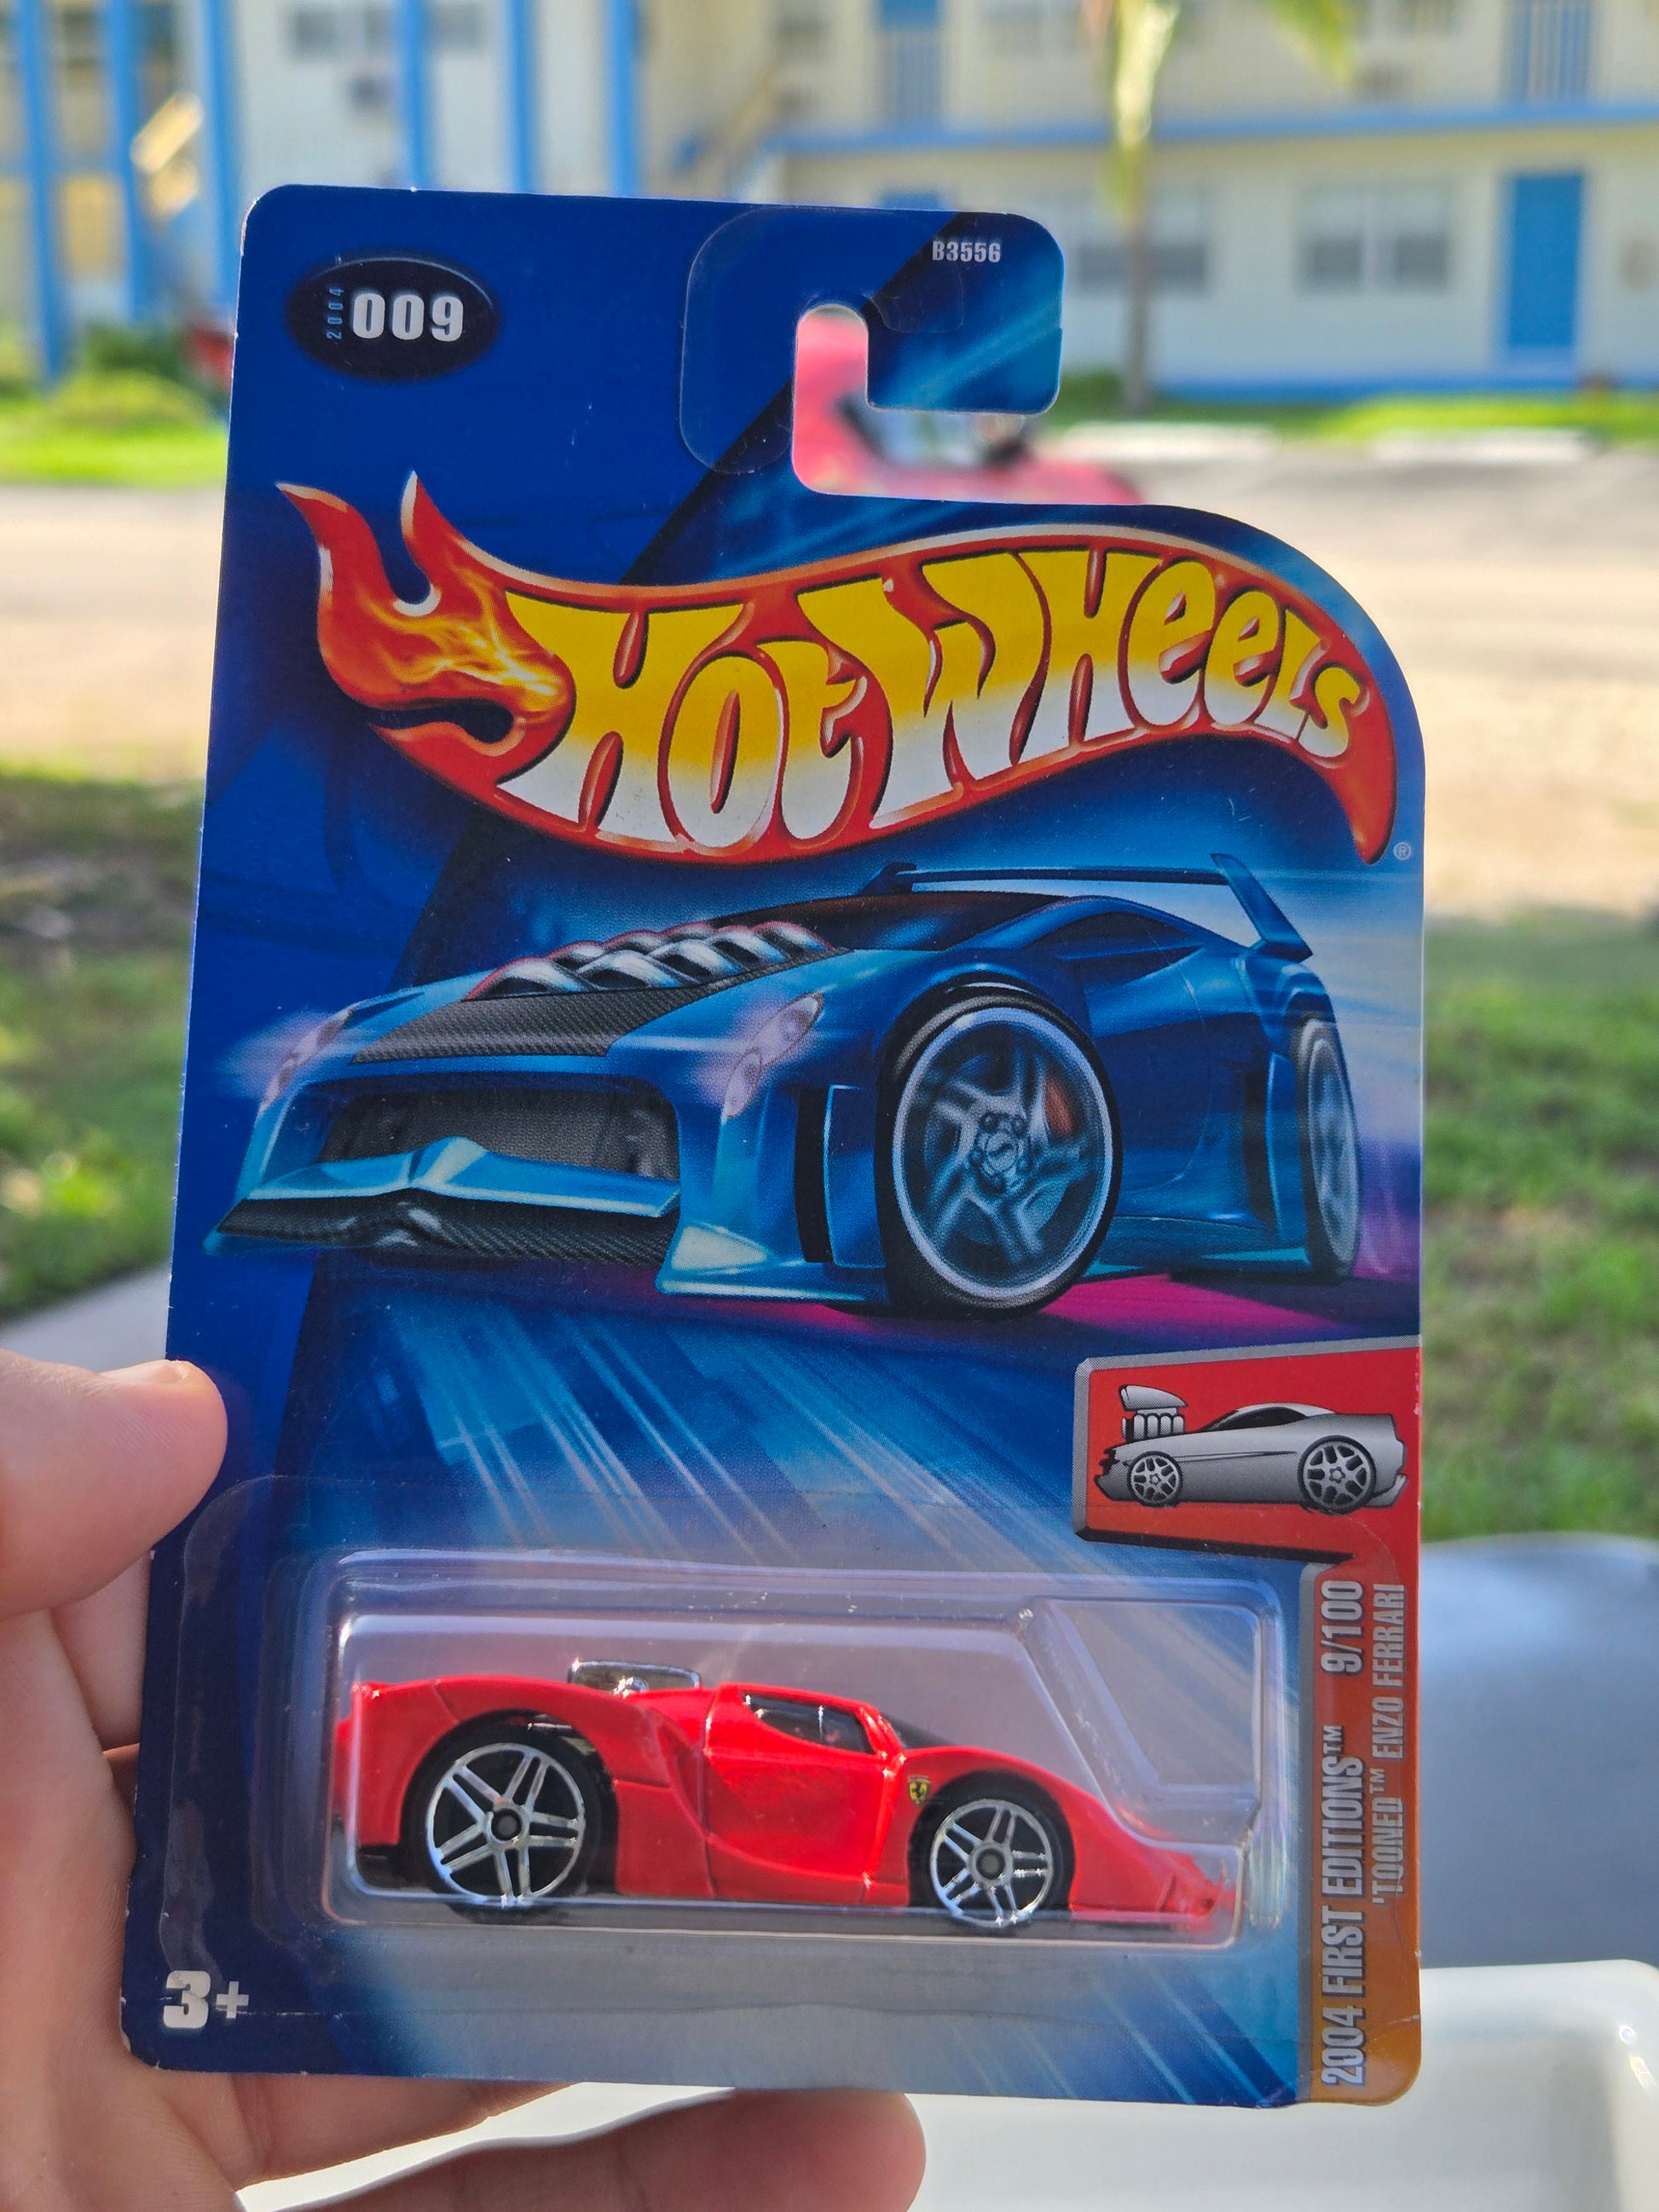 B3556
2004 009
HOT WHEELS ®
3+
2004 FIRST EDITIONS™ 9/100
'TOONED™ ENZO FERRARI